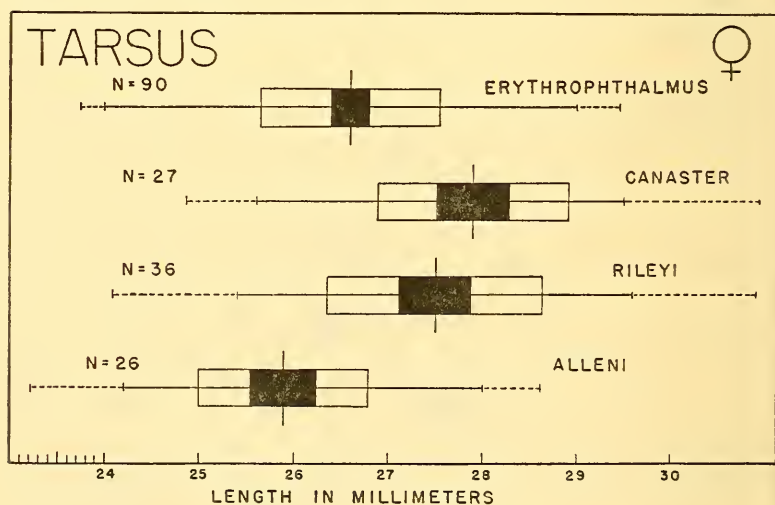 TARSUS
♀
N=90
ERYTHROPHTHALMUS
N=27
CANASTER
N=36
RILEYI
N=26
ALLENI
24 25 26 27 28 29 30
LENGTH IN MILLIMETERS